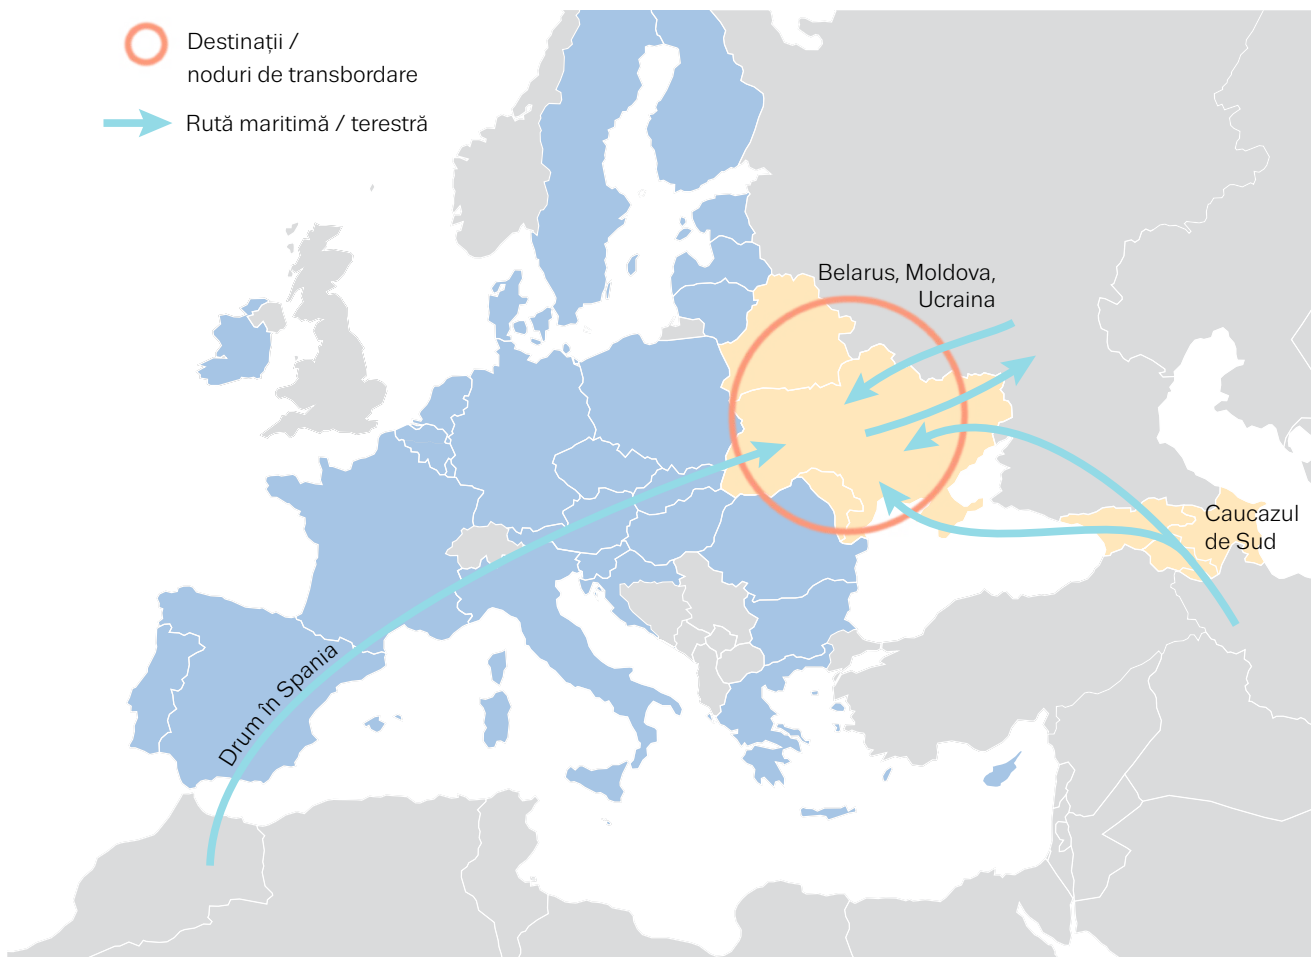 Destinații /
noduri de transbordare
Rută maritimă / terestră
Belarus, Moldova,
Ucraina
Caucazul
de Sud
Drum în Spania